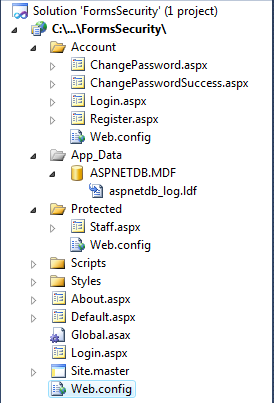 Solution 'FormsSecurity' (1 project)
C:\...\FormsSecurity\
Account
ChangePassword.aspx
ChangePasswordSuccess.aspx
Login.aspx
Register.aspx
Web.config
App_Data
ASPNETDB.MDF
aspnetdb_log.ldf
Protected
Staff.aspx
Web.config
Scripts
Styles
About.aspx
Default.aspx
Global.asax
Login.aspx
Site.master
Web.config